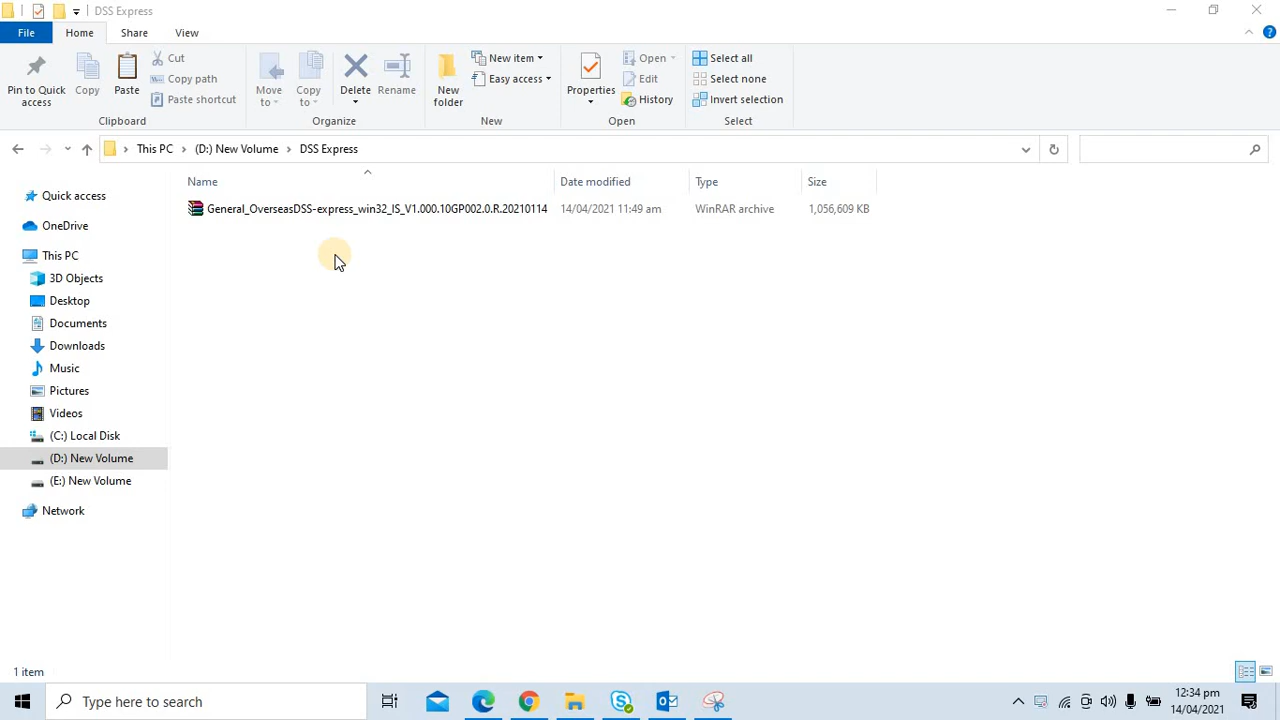 DSS Express
File Home Share View
Cut
Copy path
Paste shortcut
Pin to Quick access
Copy
Paste
Clipboard
Move to
Copy to
Delete
Rename
Organize
New folder
New item
Easy access
New
Properties
Open
Edit
History
Open
Select all
Select none
Invert selection
Select
This PC > (D:) New Volume > DSS Express
Name Date modified Type Size
General_OverseasDSS-express_win32_IS_V1.000.10GP002.0.R.20210114 14/04/2021 11:49 am WinRAR archive 1,056,609 KB
Quick access
OneDrive
This PC
3D Objects
Desktop
Documents
Downloads
Music
Pictures
Videos
(C:) Local Disk
(D:) New Volume
(E:) New Volume
Network
1 item
Type here to search
12:34 pm
14/04/2021